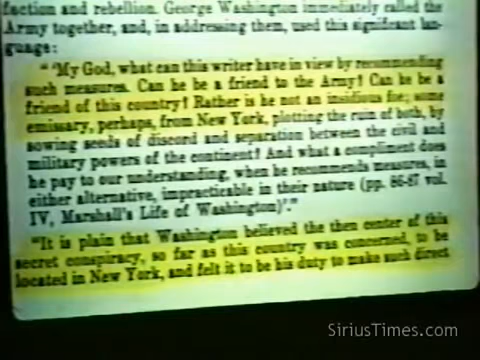 faction and rebellion. George Washington immediately called the
Army together, and, in addressing them, used this significant lan-
guage:
"'My God, what can this writer have in view by recommending
such measures. Can he be a friend to the Army? Can he be a
friend of this country? Rather is he not an insidious foe; some
emissary, perhaps, from New York, plotting the ruin of both, by
sowing seeds of discord and separation between the civil and
military powers of the continent? And what a compliment does
he pay to our understanding, when he recommends measures, in
either alternative, impracticable in their nature (pp. 86-87 vol.
IV, Marshall's Life of Washington)'."
"It is plain that Washington believed the then center of this
secret conspiracy, so far as this country was concerned, to be
located in New York, and felt it to be his duty to make such direct
SiriusTimes.com